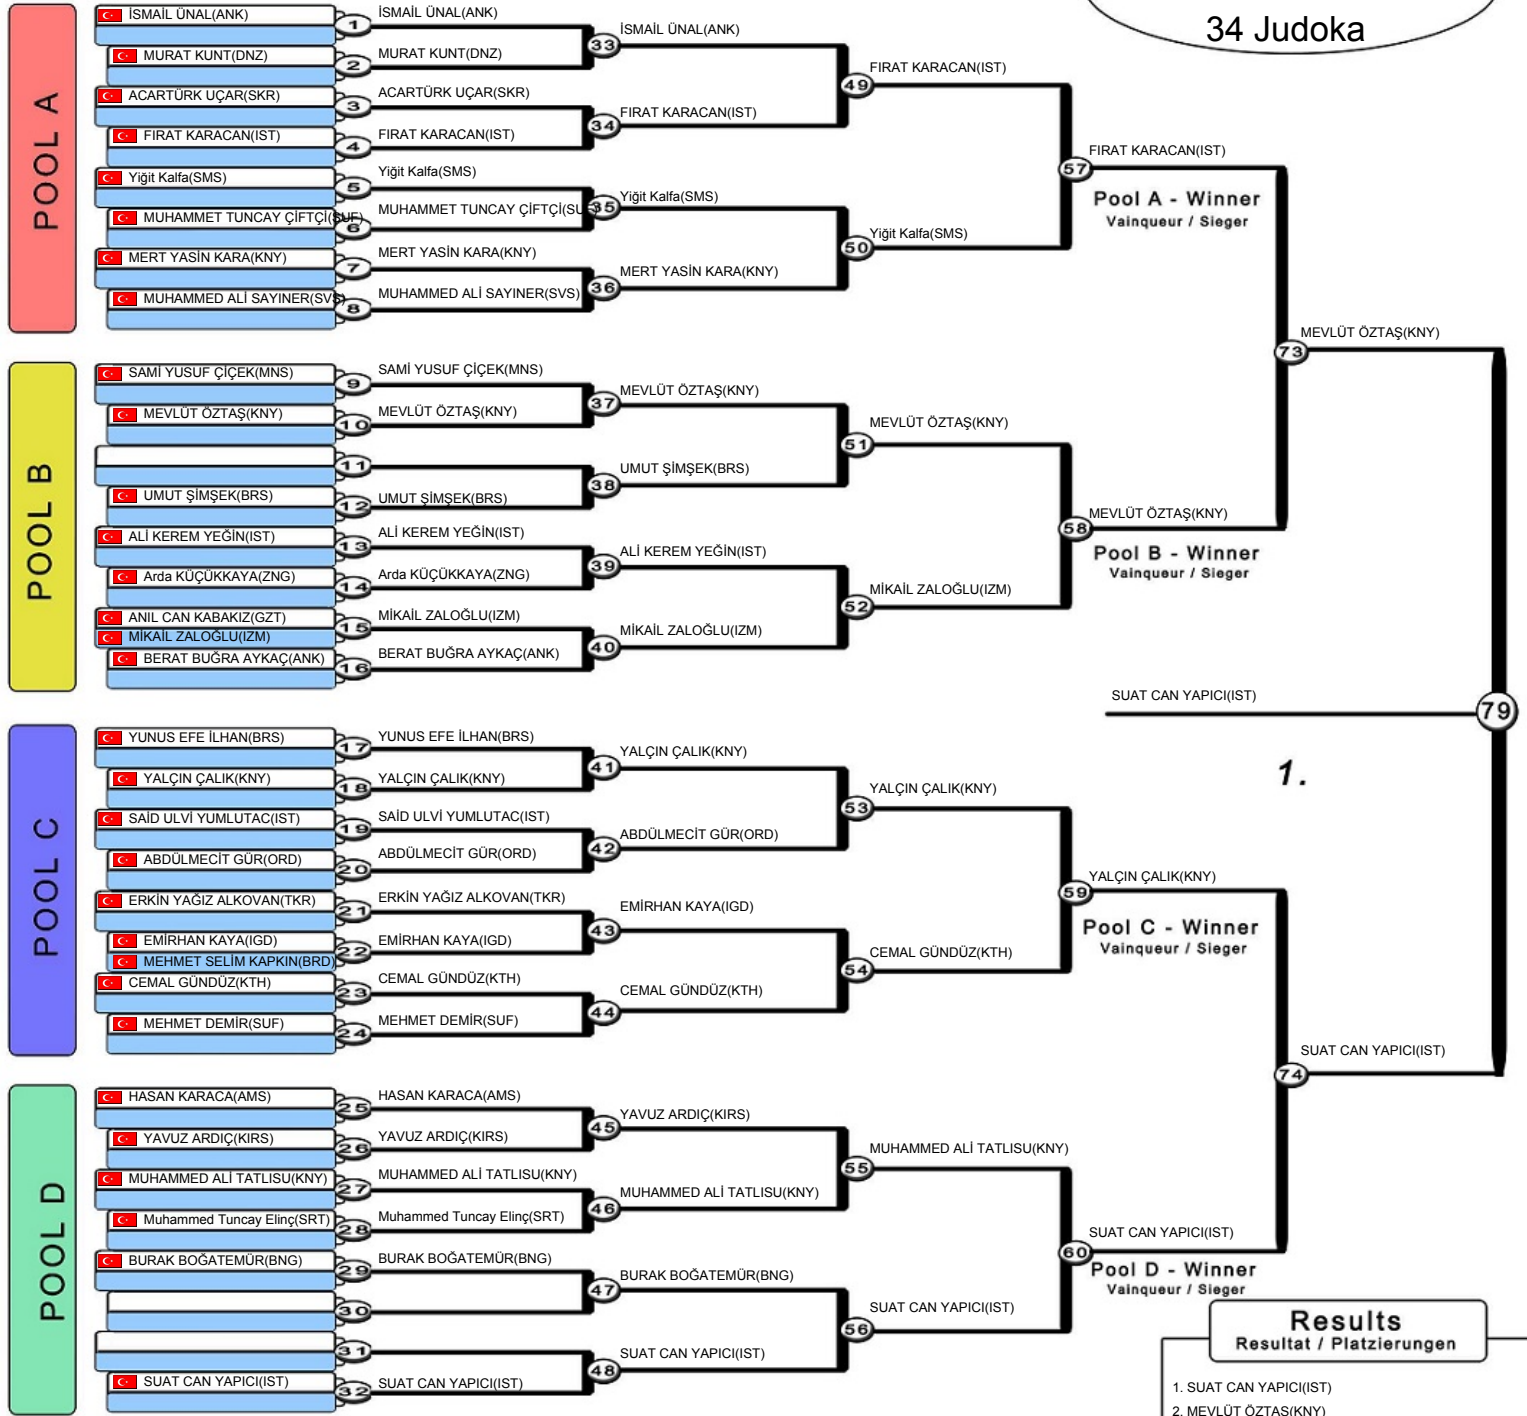 34 Judoka
POOL A
İSMAİL ÜNAL(ANK)
MURAT KUNT(DNZ)
ACARTÜRK UÇAR(SKR)
FIRAT KARACAN(IST)
Yiğit Kalfa(SMS)
MUHAMMET TUNCAY ÇİFTÇİ(SUF)
MERT YASİN KARA(KNY)
MUHAMMED ALİ SAYINER(SVS)
1
2
3
4
5
6
7
8
İSMAİL ÜNAL(ANK)
MURAT KUNT(DNZ)
ACARTÜRK UÇAR(SKR)
FIRAT KARACAN(IST)
Yiğit Kalfa(SMS)
MUHAMMET TUNCAY ÇİFTÇİ(SUF)
MERT YASİN KARA(KNY)
MUHAMMED ALİ SAYINER(SVS)
33
34
35
36
İSMAİL ÜNAL(ANK)
FIRAT KARACAN(IST)
Yiğit Kalfa(SMS)
MERT YASİN KARA(KNY)
49
50
FIRAT KARACAN(IST)
Yiğit Kalfa(SMS)
57
FIRAT KARACAN(IST)
Pool A - Winner
Vainqueur / Sieger
POOL B
SAMİ YUSUF ÇİÇEK(MNS)
MEVLÜT ÖZTAŞ(KNY)
UMUT ŞİMŞEK(BRS)
ALİ KEREM YEĞİN(IST)
Arda KÜÇÜKKAYA(ZNG)
ANIL CAN KABAKIZ(GZT)
MİKAİL ZALOĞLU(IZM)
BERAT BUĞRA AYKAÇ(ANK)
9
10
11
12
13
14
15
16
SAMİ YUSUF ÇİÇEK(MNS)
MEVLÜT ÖZTAŞ(KNY)
UMUT ŞİMŞEK(BRS)
ALİ KEREM YEĞİN(IST)
Arda KÜÇÜKKAYA(ZNG)
MİKAİL ZALOĞLU(IZM)
BERAT BUĞRA AYKAÇ(ANK)
37
38
39
40
MEVLÜT ÖZTAŞ(KNY)
UMUT ŞİMŞEK(BRS)
ALİ KEREM YEĞİN(IST)
MİKAİL ZALOĞLU(IZM)
51
52
MEVLÜT ÖZTAŞ(KNY)
MİKAİL ZALOĞLU(IZM)
58
MEVLÜT ÖZTAŞ(KNY)
Pool B - Winner
Vainqueur / Sieger
73
MEVLÜT ÖZTAŞ(KNY)
SUAT CAN YAPICI(IST)
79
1.
POOL C
YUNUS EFE İLHAN(BRS)
YALÇIN ÇALIK(KNY)
SAİD ULVİ YUMLUTAC(IST)
ABDÜLMECİT GÜR(ORD)
ERKİN YAĞIZ ALKOVAN(TKR)
EMİRHAN KAYA(IGD)
MEHMET SELİM KAPKIN(BRD)
CEMAL GÜNDÜZ(KTH)
MEHMET DEMİR(SUF)
17
18
19
20
21
22
23
24
YUNUS EFE İLHAN(BRS)
YALÇIN ÇALIK(KNY)
SAİD ULVİ YUMLUTAC(IST)
ABDÜLMECİT GÜR(ORD)
ERKİN YAĞIZ ALKOVAN(TKR)
EMİRHAN KAYA(IGD)
CEMAL GÜNDÜZ(KTH)
MEHMET DEMİR(SUF)
41
42
43
44
YALÇIN ÇALIK(KNY)
ABDÜLMECİT GÜR(ORD)
EMİRHAN KAYA(IGD)
CEMAL GÜNDÜZ(KTH)
53
54
YALÇIN ÇALIK(KNY)
CEMAL GÜNDÜZ(KTH)
59
YALÇIN ÇALIK(KNY)
Pool C - Winner
Vainqueur / Sieger
74
SUAT CAN YAPICI(IST)
POOL D
HASAN KARACA(AMS)
YAVUZ ARDIÇ(KIRS)
MUHAMMED ALİ TATLISU(KNY)
Muhammed Tuncay Elinç(SRT)
BURAK BOĞATEMÜR(BNG)
SUAT CAN YAPICI(IST)
25
26
27
28
29
30
31
32
HASAN KARACA(AMS)
YAVUZ ARDIÇ(KIRS)
MUHAMMED ALİ TATLISU(KNY)
Muhammed Tuncay Elinç(SRT)
BURAK BOĞATEMÜR(BNG)
SUAT CAN YAPICI(IST)
45
46
47
48
YAVUZ ARDIÇ(KIRS)
MUHAMMED ALİ TATLISU(KNY)
BURAK BOĞATEMÜR(BNG)
SUAT CAN YAPICI(IST)
55
56
MUHAMMED ALİ TATLISU(KNY)
SUAT CAN YAPICI(IST)
60
SUAT CAN YAPICI(IST)
Pool D - Winner
Vainqueur / Sieger
Results
Resultat / Platzierungen
1. SUAT CAN YAPICI(IST)
2. MEVLÜT ÖZTAŞ(KNY)